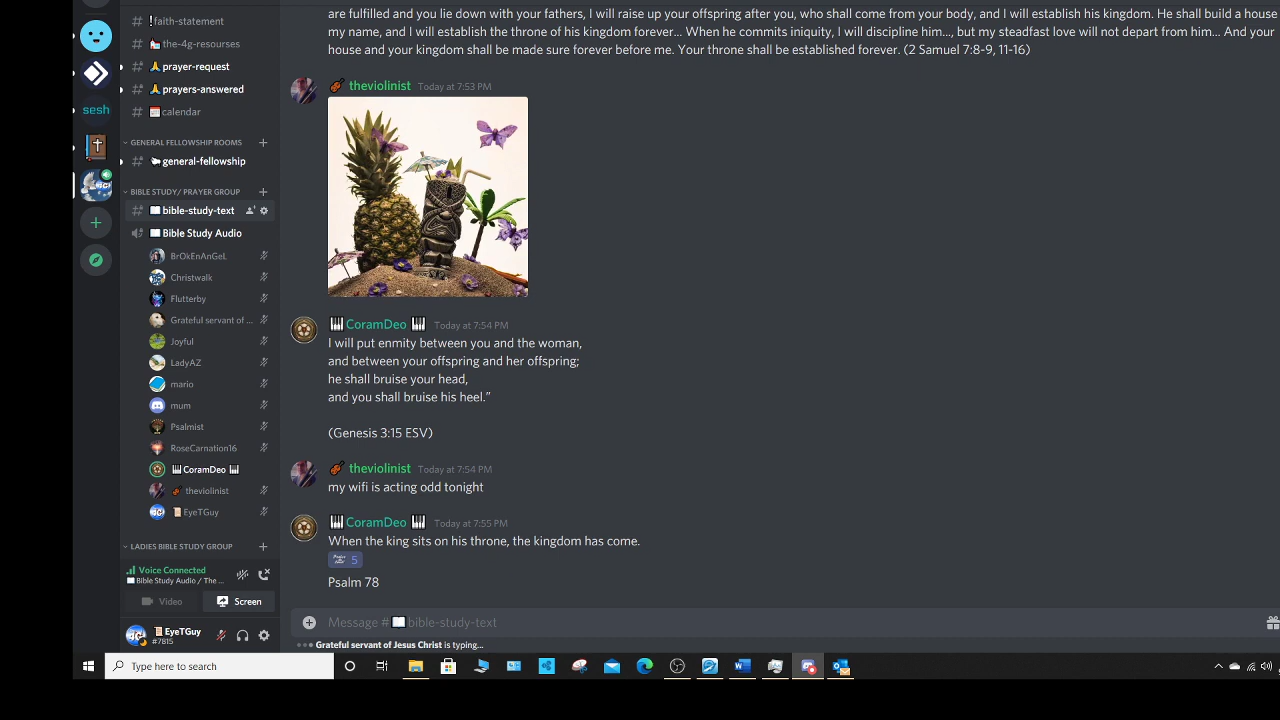 !faith-statement
the-4g-resourses
prayer-request
prayers-answered
calendar
GENERAL FELLOWSHIP ROOMS
general-fellowship
BIBLE STUDY/ PRAYER GROUP
bible-study-text
Bible Study Audio
BrOkEnAnGeL
Christwalk
Flutterby
Grateful servant of ...
Joyful
LadyAZ
mario
mum
Psalmist
RoseCarnation16
CoramDeo
theviolinist
EyeTGuy
LADIES BIBLE STUDY GROUP
Voice Connected
Bible Study Audio / The ...
Video
Screen
EyeTGuy
#7815
sesh
are fulfilled and you lie down with your fathers, I will raise up your offspring after you, who shall come from your body, and I will establish his kingdom. He shall build a house
my name, and I will establish the throne of his kingdom forever... When he commits iniquity, I will discipline him..., but my steadfast love will not depart from him... And your
house and your kingdom shall be made sure forever before me. Your throne shall be established forever. (2 Samuel 7:8-9, 11-16)
theviolinist Today at 7:53 PM
CoramDeo Today at 7:54 PM
I will put enmity between you and the woman,
and between your offspring and her offspring;
he shall bruise your head,
and you shall bruise his heel.”
(Genesis 3:15 ESV)
theviolinist Today at 7:54 PM
my wifi is acting odd tonight
CoramDeo Today at 7:55 PM
When the king sits on his throne, the kingdom has come.
5
Psalm 78
Message # bible-study-text
Grateful servant of Jesus Christ is typing...
Type here to search